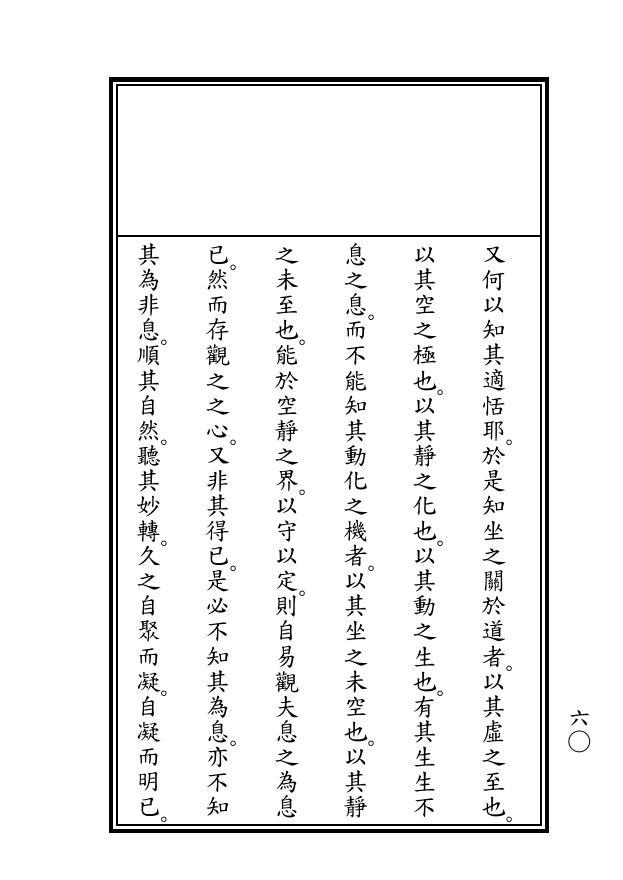 又何以知其適恬耶。於是知坐之關於道者。以其虛之至也。
以其空之極也。以其靜之化也。以其動之生也。有其生生不
息之息。而不能知其動化之機者。以其坐之未空也。以其靜
之未至也。能於空靜之界。以守以定。則自易觀夫息之為息
已。然而存觀之之心。又非其得已。是必不知其為息。亦不知
其為非息。順其自然。聽其妙轉。久之自聚而凝。自凝而明已。
六〇